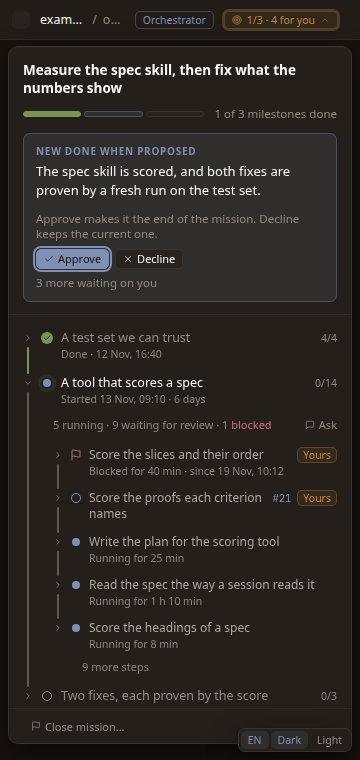 exam... / o... Orchestrator 1/3 · 4 for you
Measure the spec skill, then fix what the
numbers show
1 of 3 milestones done
NEW DONE WHEN PROPOSED
The spec skill is scored, and both fixes are
proven by a fresh run on the test set.
Approve makes it the end of the mission. Decline
keeps the current one.
Approve Decline
3 more waiting on you
A test set we can trust 4/4
Done · 12 Nov, 16:40
A tool that scores a spec 0/14
Started 13 Nov, 09:10 · 6 days
5 running · 9 waiting for review · 1 blocked Ask
Score the slices and their order Yours
Blocked for 40 min · since 19 Nov, 10:12
Score the proofs each criterion #21 Yours
names
Write the plan for the scoring tool
Running for 25 min
Read the spec the way a session reads it
Running for 1 h 10 min
Score the headings of a spec
Running for 8 min
9 more steps
Two fixes, each proven by the score 0/3
Close mission...
EN Dark Light